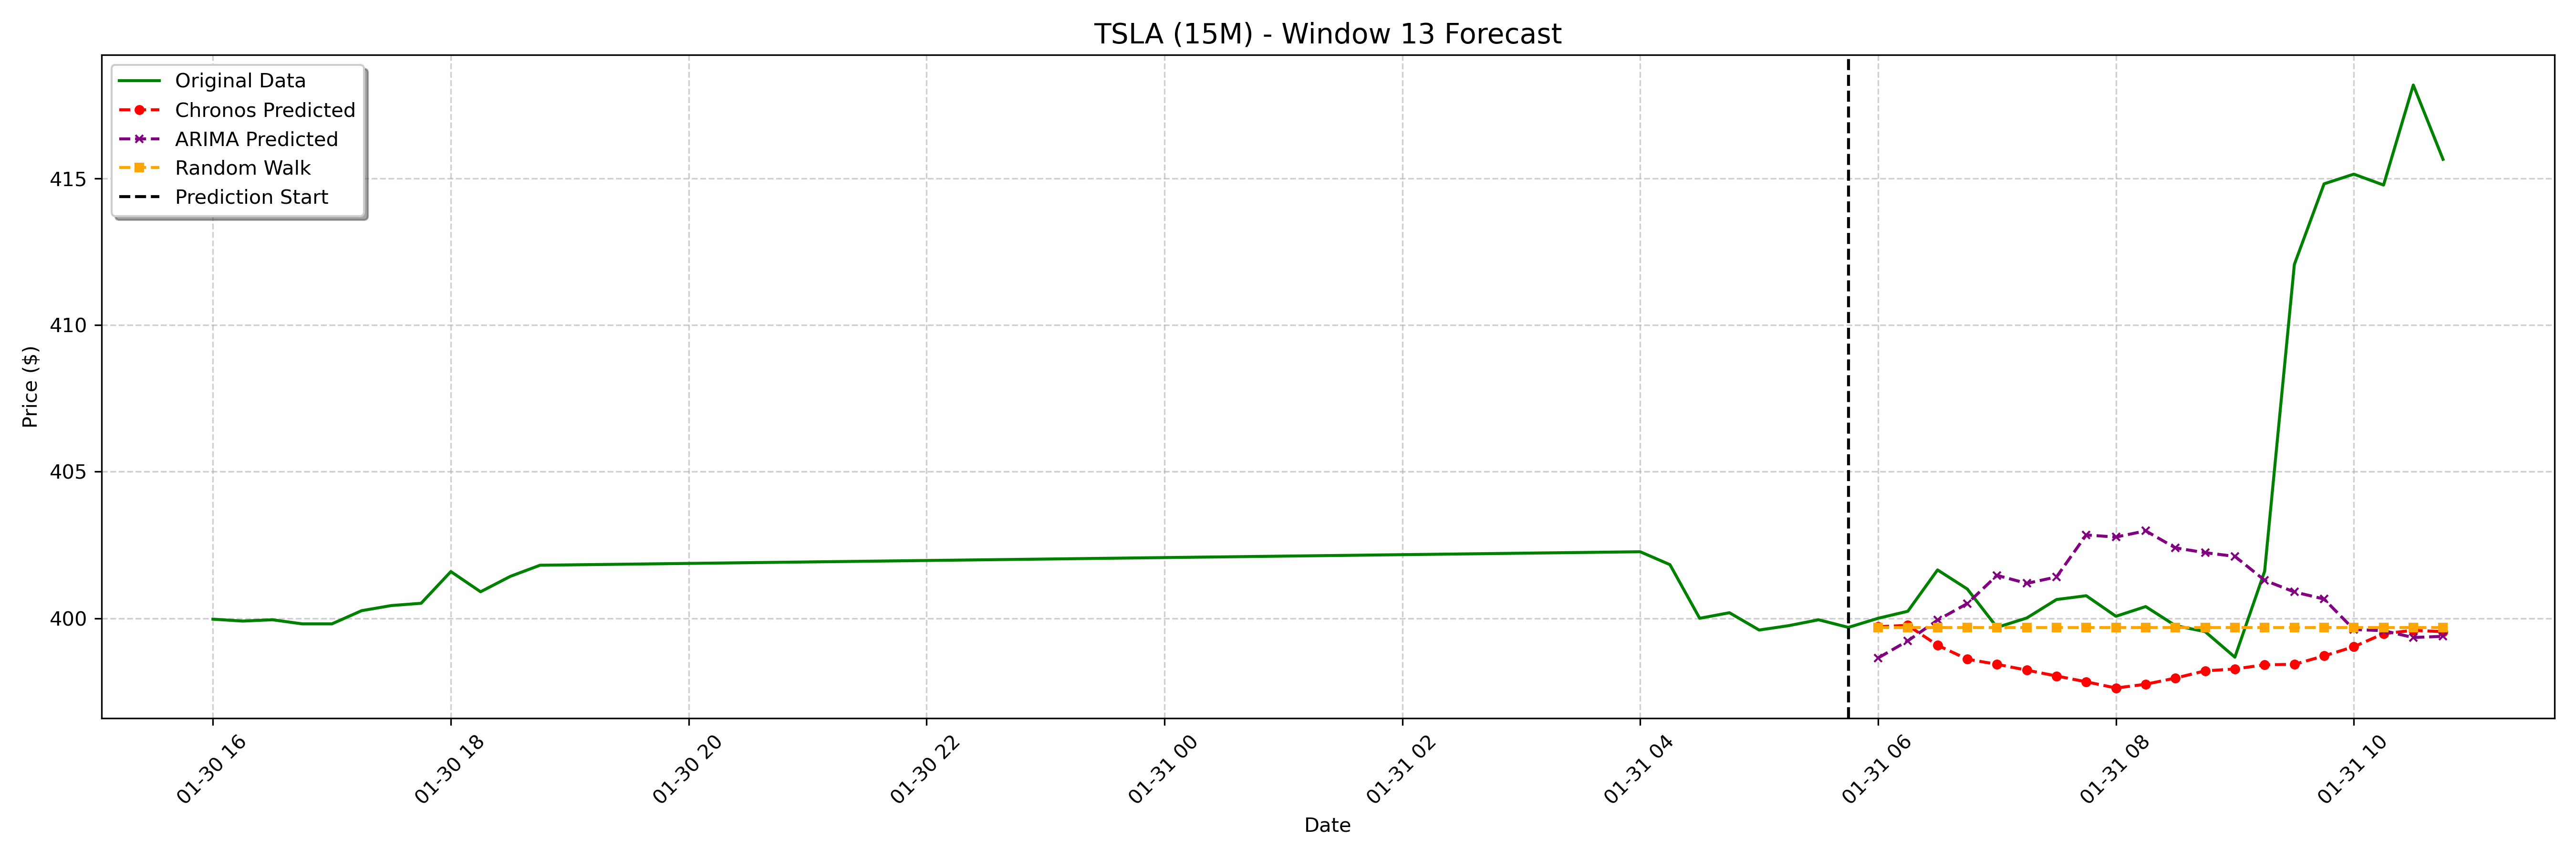 TSLA (15M) - Window 13 Forecast
Original Data
Chronos Predicted
ARIMA Predicted
Random Walk
Prediction Start
Price ($)
415
410
405
400
01-30 16
01-30 18
01-30 20
01-30 22
01-31 00
01-31 02
01-31 04
01-31 06
01-31 08
01-31 10
Date